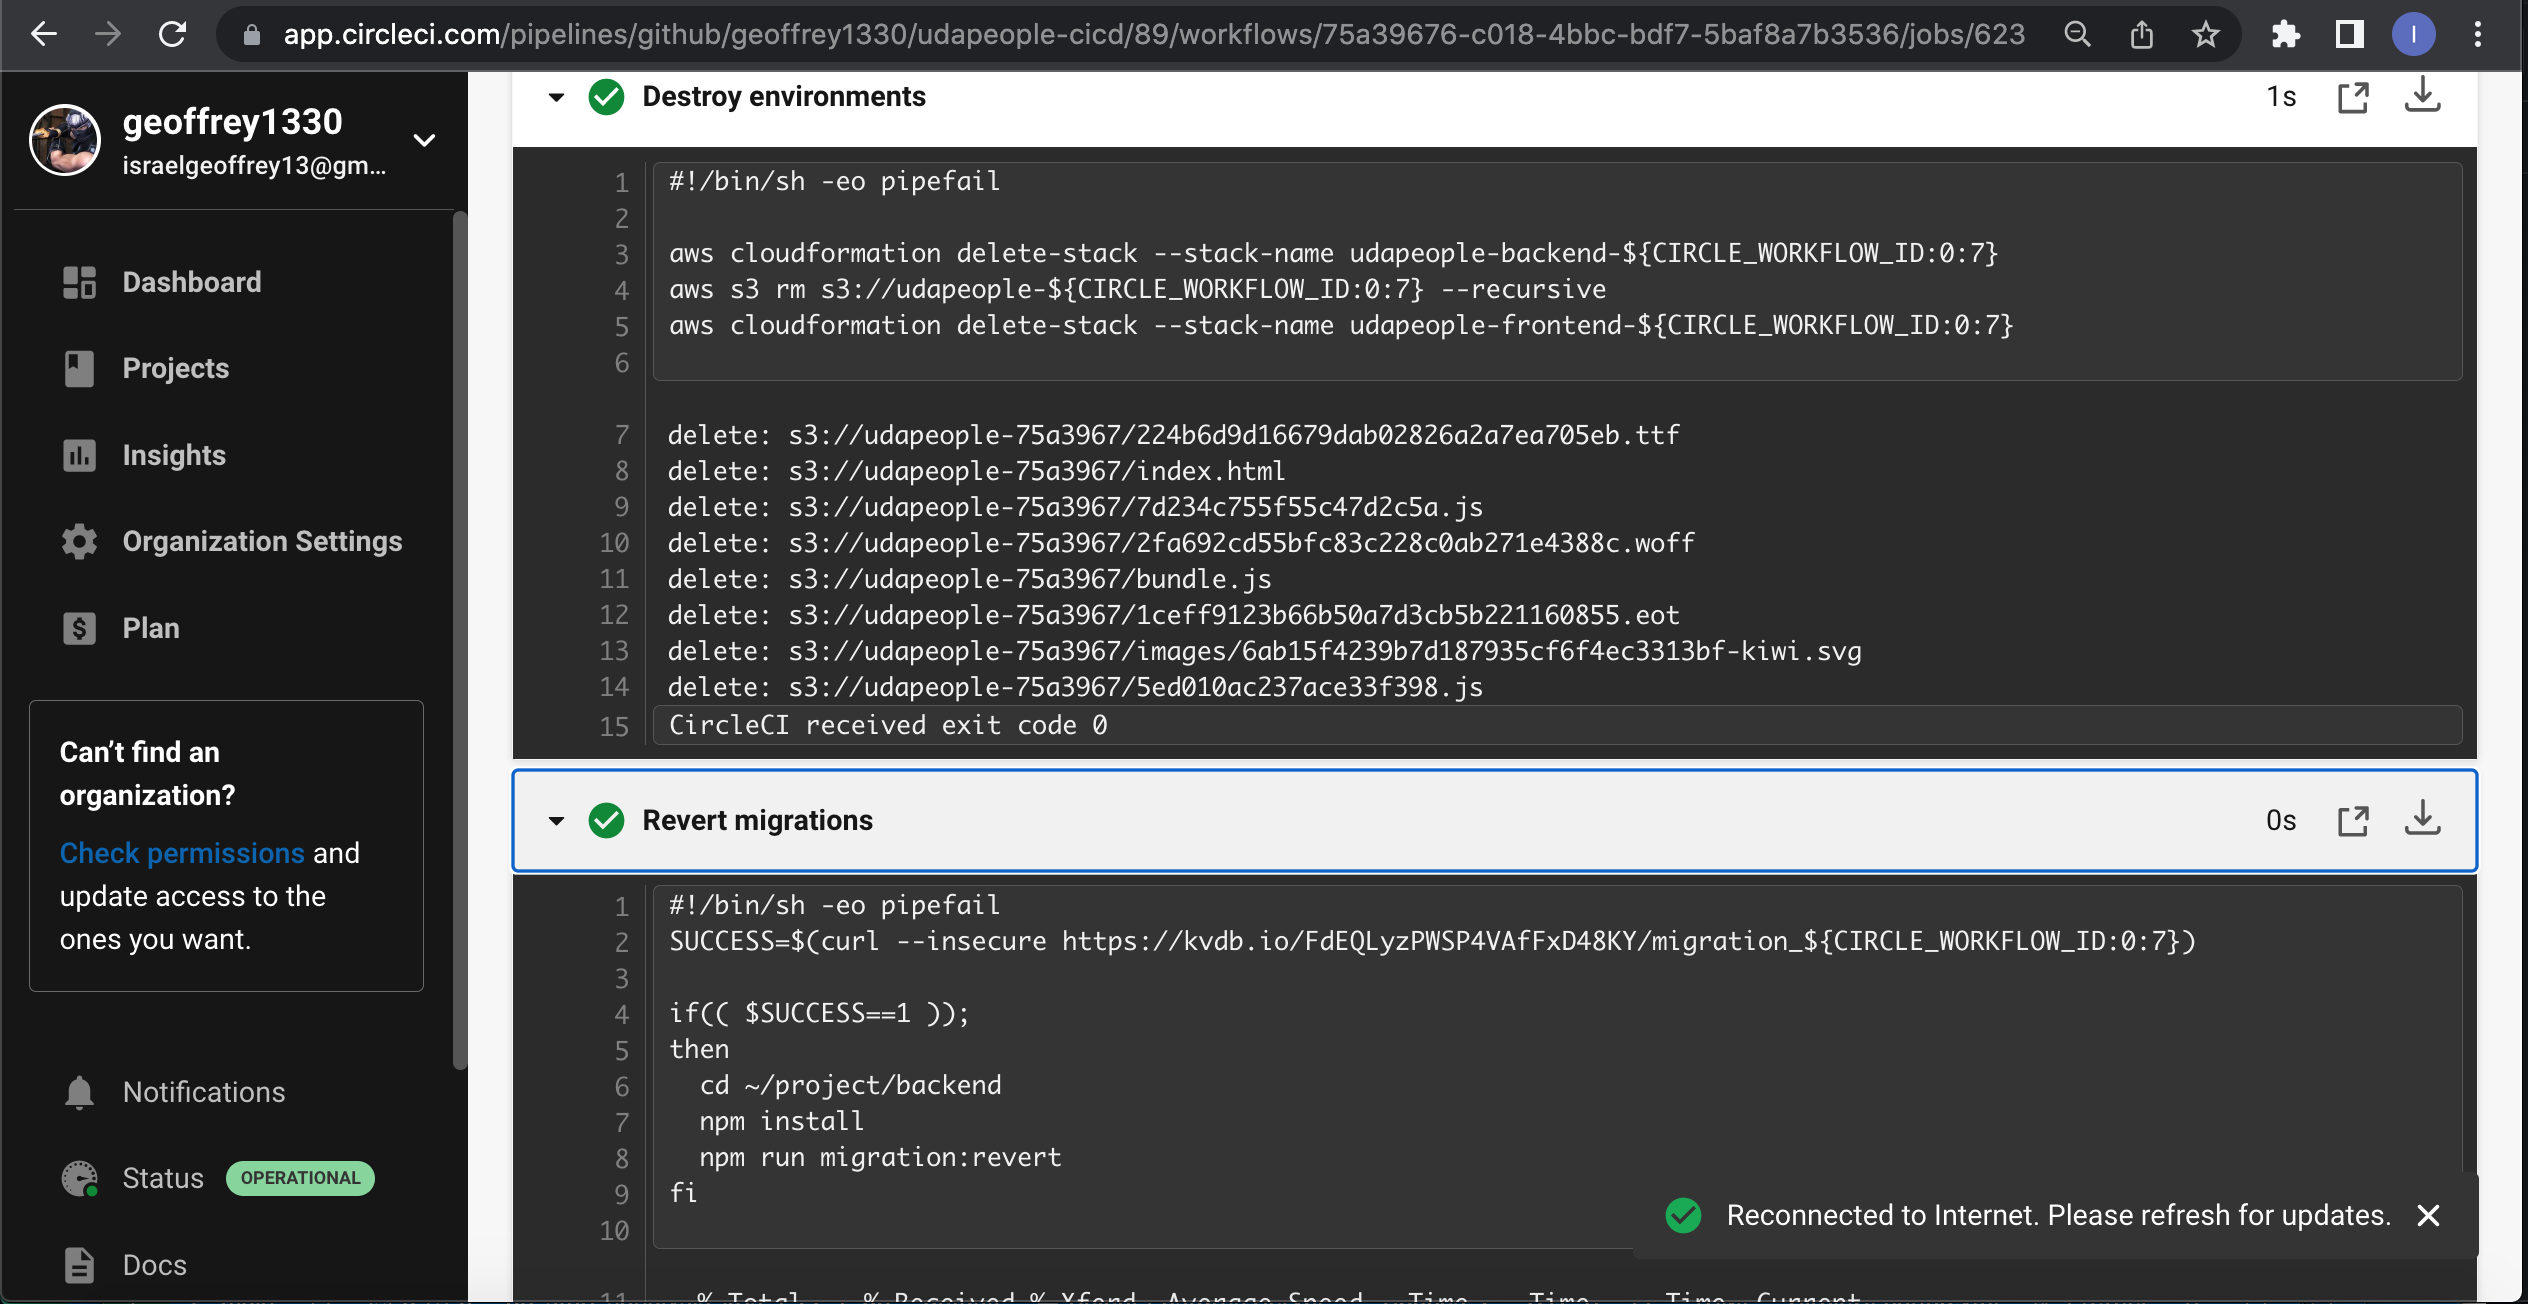 app.circleci.com/pipelines/github/geoffrey1330/udapeople-cicd/89/workflows/75a39676-c018-4bbc-bdf7-5baf8a7b3536/jobs/623
I
geoffrey1330
israelgeoffrey13@gm...
Dashboard
Projects
Insights
Organization Settings
Plan
Can't find an
organization?
Check permissions and
update access to the
ones you want.
Notifications
Status OPERATIONAL
Docs
Destroy environments 1s
1 #!/bin/sh -eo pipefail
2
3 aws cloudformation delete-stack --stack-name udapeople-backend-${CIRCLE_WORKFLOW_ID:0:7}
4 aws s3 rm s3://udapeople-${CIRCLE_WORKFLOW_ID:0:7} --recursive
5 aws cloudformation delete-stack --stack-name udapeople-frontend-${CIRCLE_WORKFLOW_ID:0:7}
6
7 delete: s3://udapeople-75a3967/224b6d9d16679dab02826a2a7ea705eb.ttf
8 delete: s3://udapeople-75a3967/index.html
9 delete: s3://udapeople-75a3967/7d234c755f55c47d2c5a.js
10 delete: s3://udapeople-75a3967/2fa692cd55bfc83c228c0ab271e4388c.woff
11 delete: s3://udapeople-75a3967/bundle.js
12 delete: s3://udapeople-75a3967/1ceff9123b66b50a7d3cb5b221160855.eot
13 delete: s3://udapeople-75a3967/images/6ab15f4239b7d187935cf6f4ec3313bf-kiwi.svg
14 delete: s3://udapeople-75a3967/5ed010ac237ace33f398.js
15 CircleCI received exit code 0
Revert migrations 0s
1 #!/bin/sh -eo pipefail
2 SUCCESS=$(curl --insecure https://kvdb.io/FdEQLyzPWSP4VAfFxD48KY/migration_${CIRCLE_WORKFLOW_ID:0:7})
3
4 if(( $SUCCESS==1 ));
5 then
6 cd ~/project/backend
7 npm install
8 npm run migration:revert
9 fi
10
11 % Total % Received % Xferd Average Speed Time Time Time Current
Reconnected to Internet. Please refresh for updates.